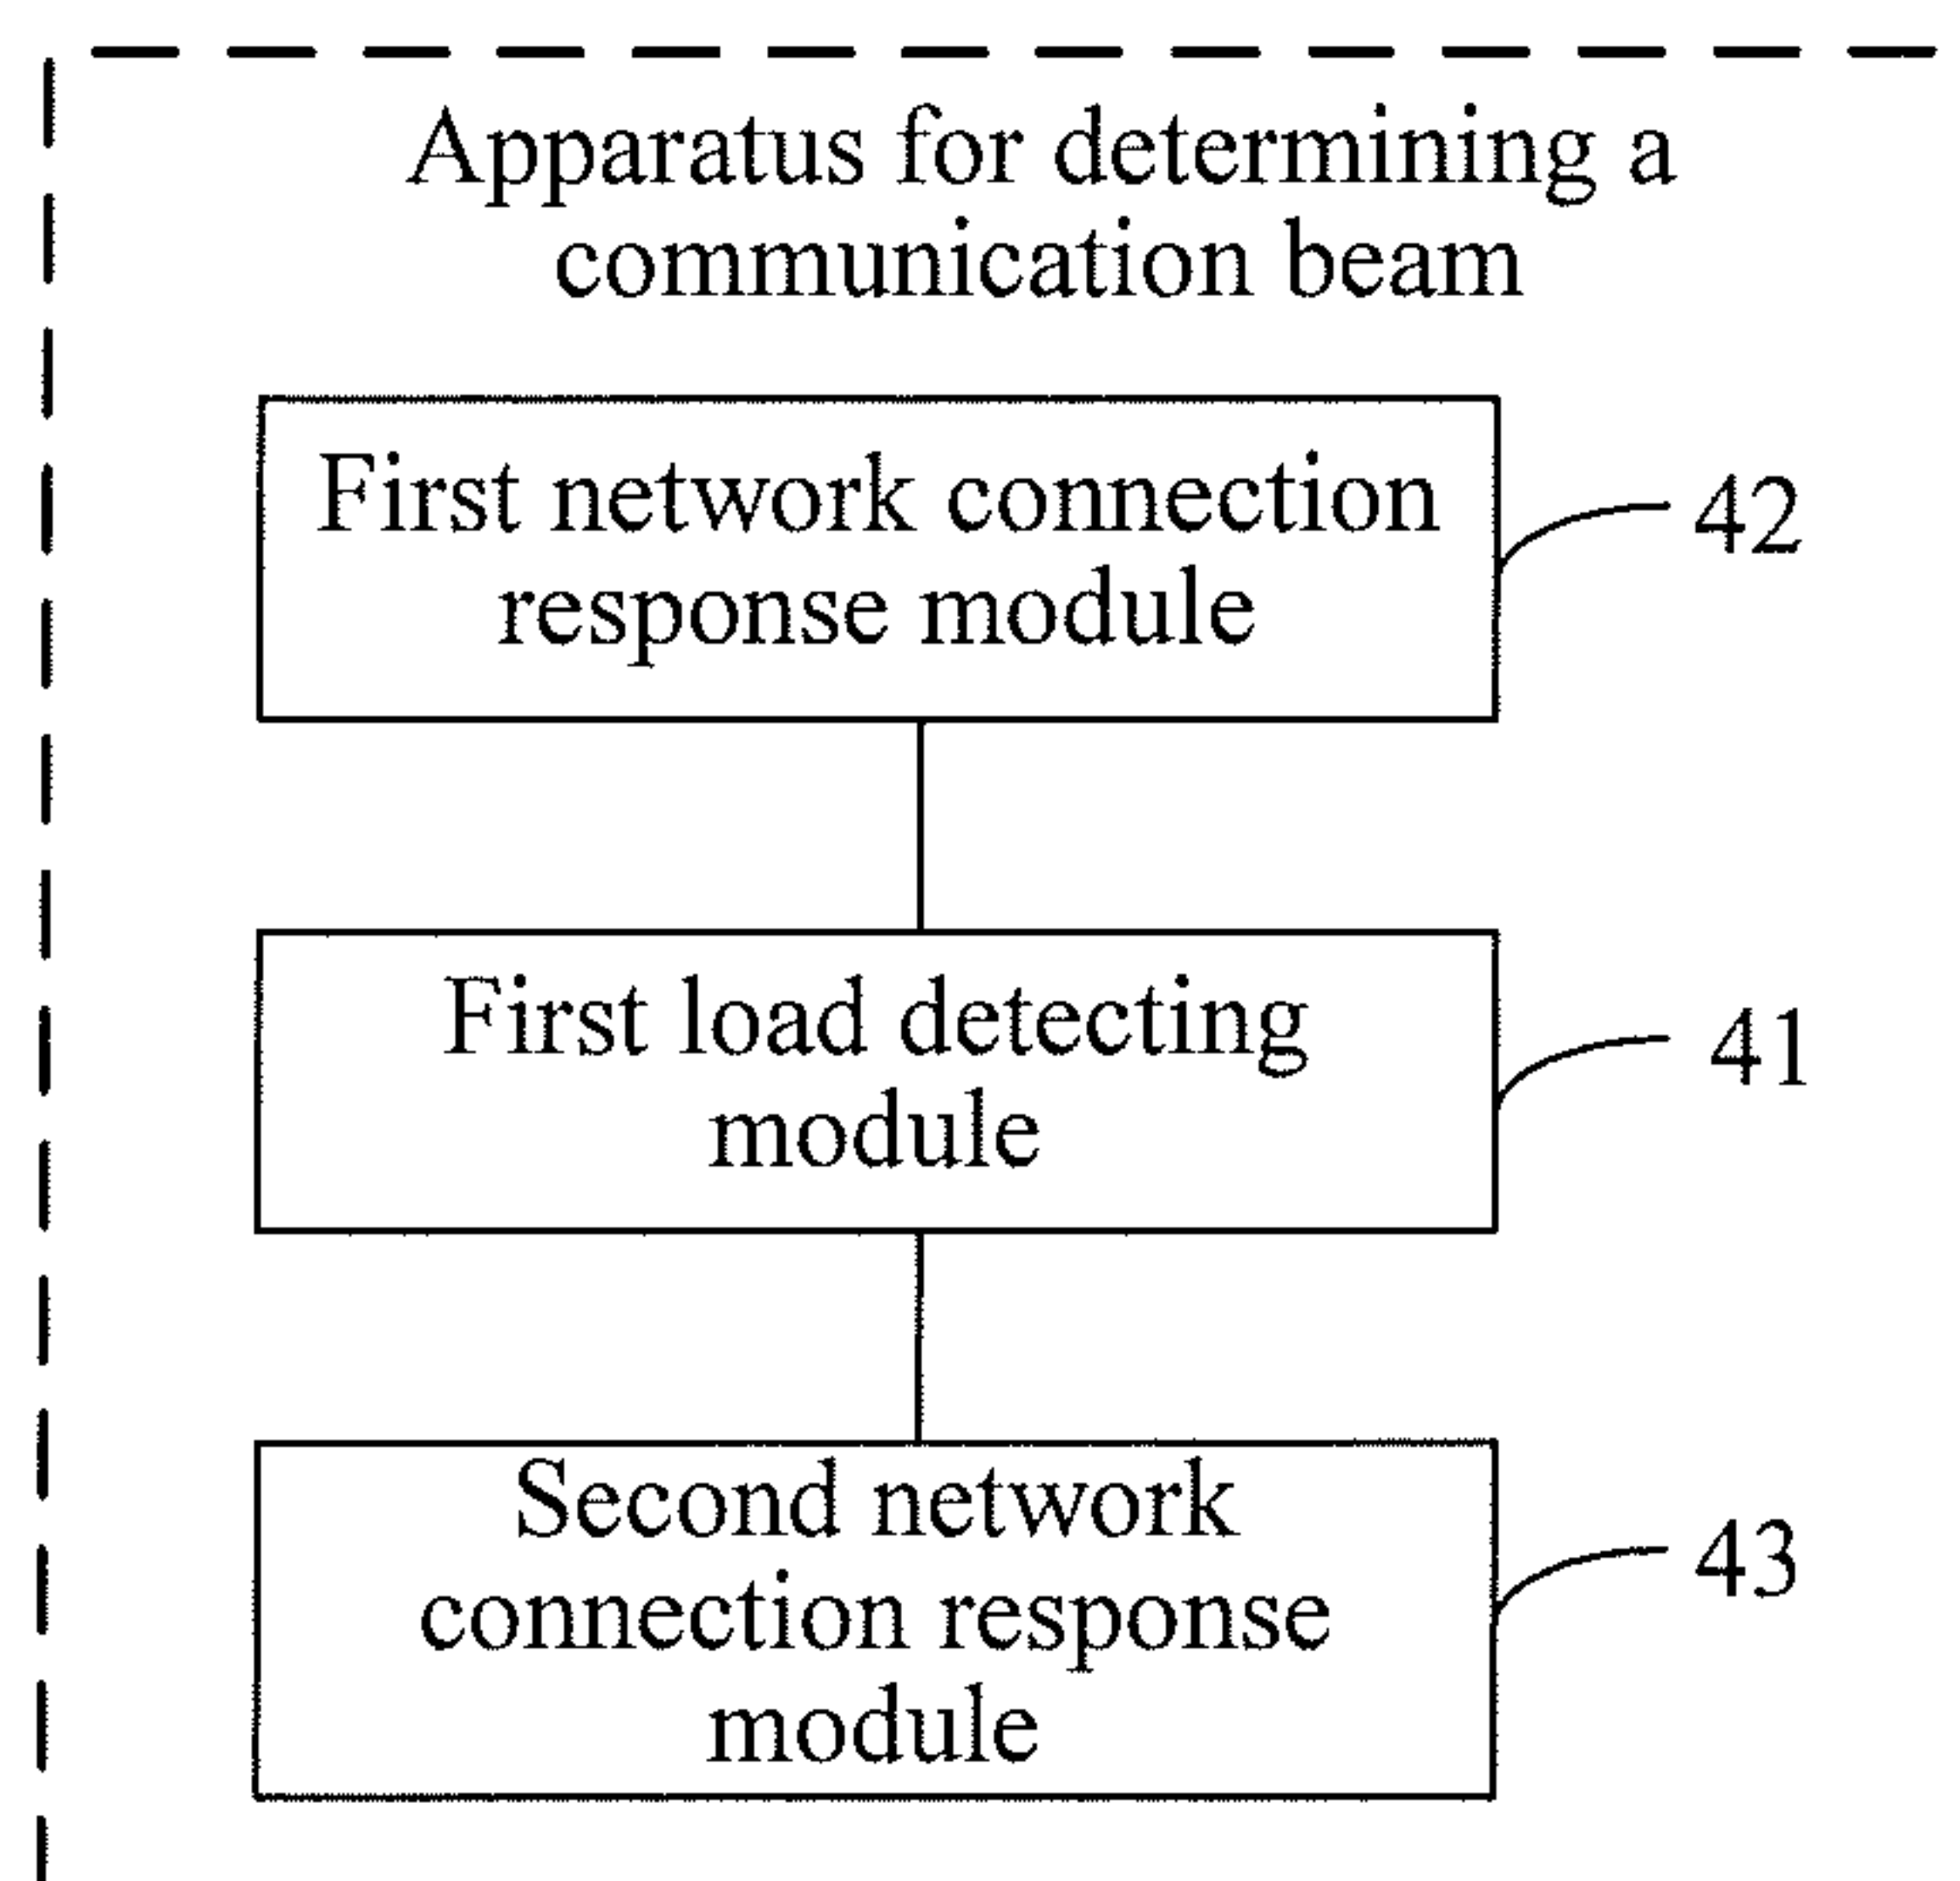 Apparatus for determining a
communication beam
First network connection
response module
42
First load detecting
module
41
Second network
connection response
module
43